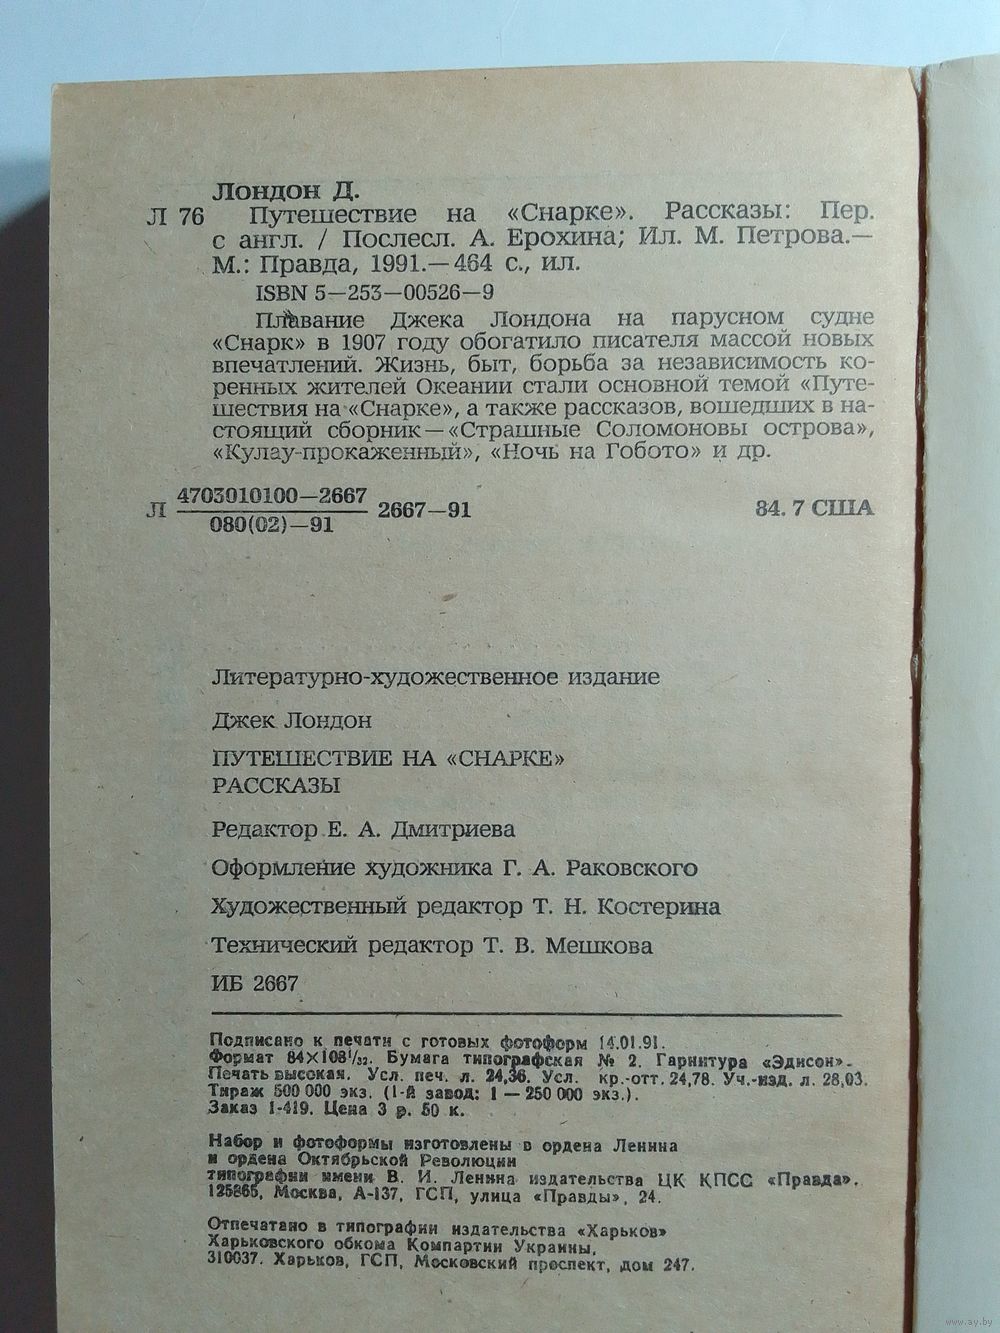 Лондон Д.
Л 76 Путешествие на «Снарке». Рассказы: Пер.
с англ. / Послесл. А. Ерохина; Ил. М. Петрова.—
М.: Правда, 1991.—464 с., ил.
ISBN 5—253—00526—9
Плавание Джека Лондона на парусном судне
«Снарк» в 1907 году обогатило писателя массой новых
впечатлений. Жизнь, быт, борьба за независимость ко-
ренных жителей Океании стали основной темой «Путе-
шествия на «Снарке», а также рассказов, вошедших в на-
стоящий сборник—«Страшные Соломоновы острова»,
«Кулау-прокаженный», «Ночь на Гобото» и др.
Л 4703010100—2667
080(02)—91
2667—91
84. 7 США
Литературно-художественное издание
Джек Лондон
ПУТЕШЕСТВИЕ НА «СНАРКЕ»
РАССКАЗЫ
Редактор Е. А. Дмитриева
Оформление художника Г. А. Раковского
Художественный редактор Т. Н. Костерина
Технический редактор Т. В. Мешкова
ИБ 2667
Подписано к печати с готовых фотоформ 14.01.91.
Формат 84×108¹/₃₂. Бумага типографская № 2. Гарнитура «Эдисон».
Печать высокая. Усл. печ. л. 24,36. Усл. кр.-отт. 24,78. Уч.-изд. л. 28,03.
Тираж 500 000 экз. (1-й завод: 1 — 250 000 экз.).
Заказ 1-419. Цена 3 р. 50 к.
Набор и фотоформы изготовлены в ордена Ленина
и ордена Октябрьской Революции
типографии имени В. И. Ленина издательства ЦК КПСС «Правда».
125865, Москва, А-137, ГСП, улица «Правды», 24.
Отпечатано в типографии издательства «Харьков»
Харьковского обкома Компартии Украины.
310037. Харьков, ГСП, Московский проспект, дом 247.
www.ay.by